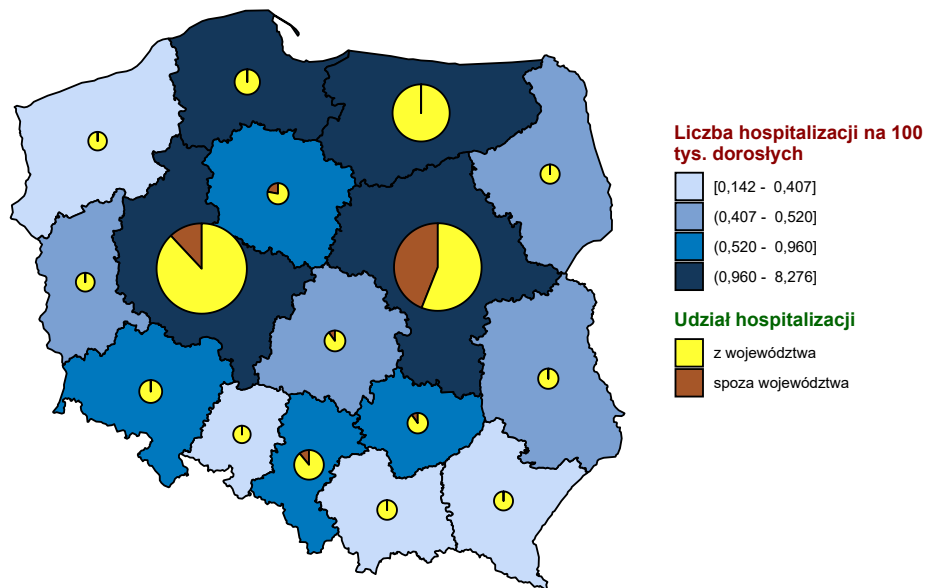 Liczba hospitalizacji na 100
tys. dorosłych
[0,142 - 0,407]
(0,407 - 0,520]
(0,520 - 0,960]
(0,960 - 8,276]
Udział hospitalizacji
z województwa
spoza województwa